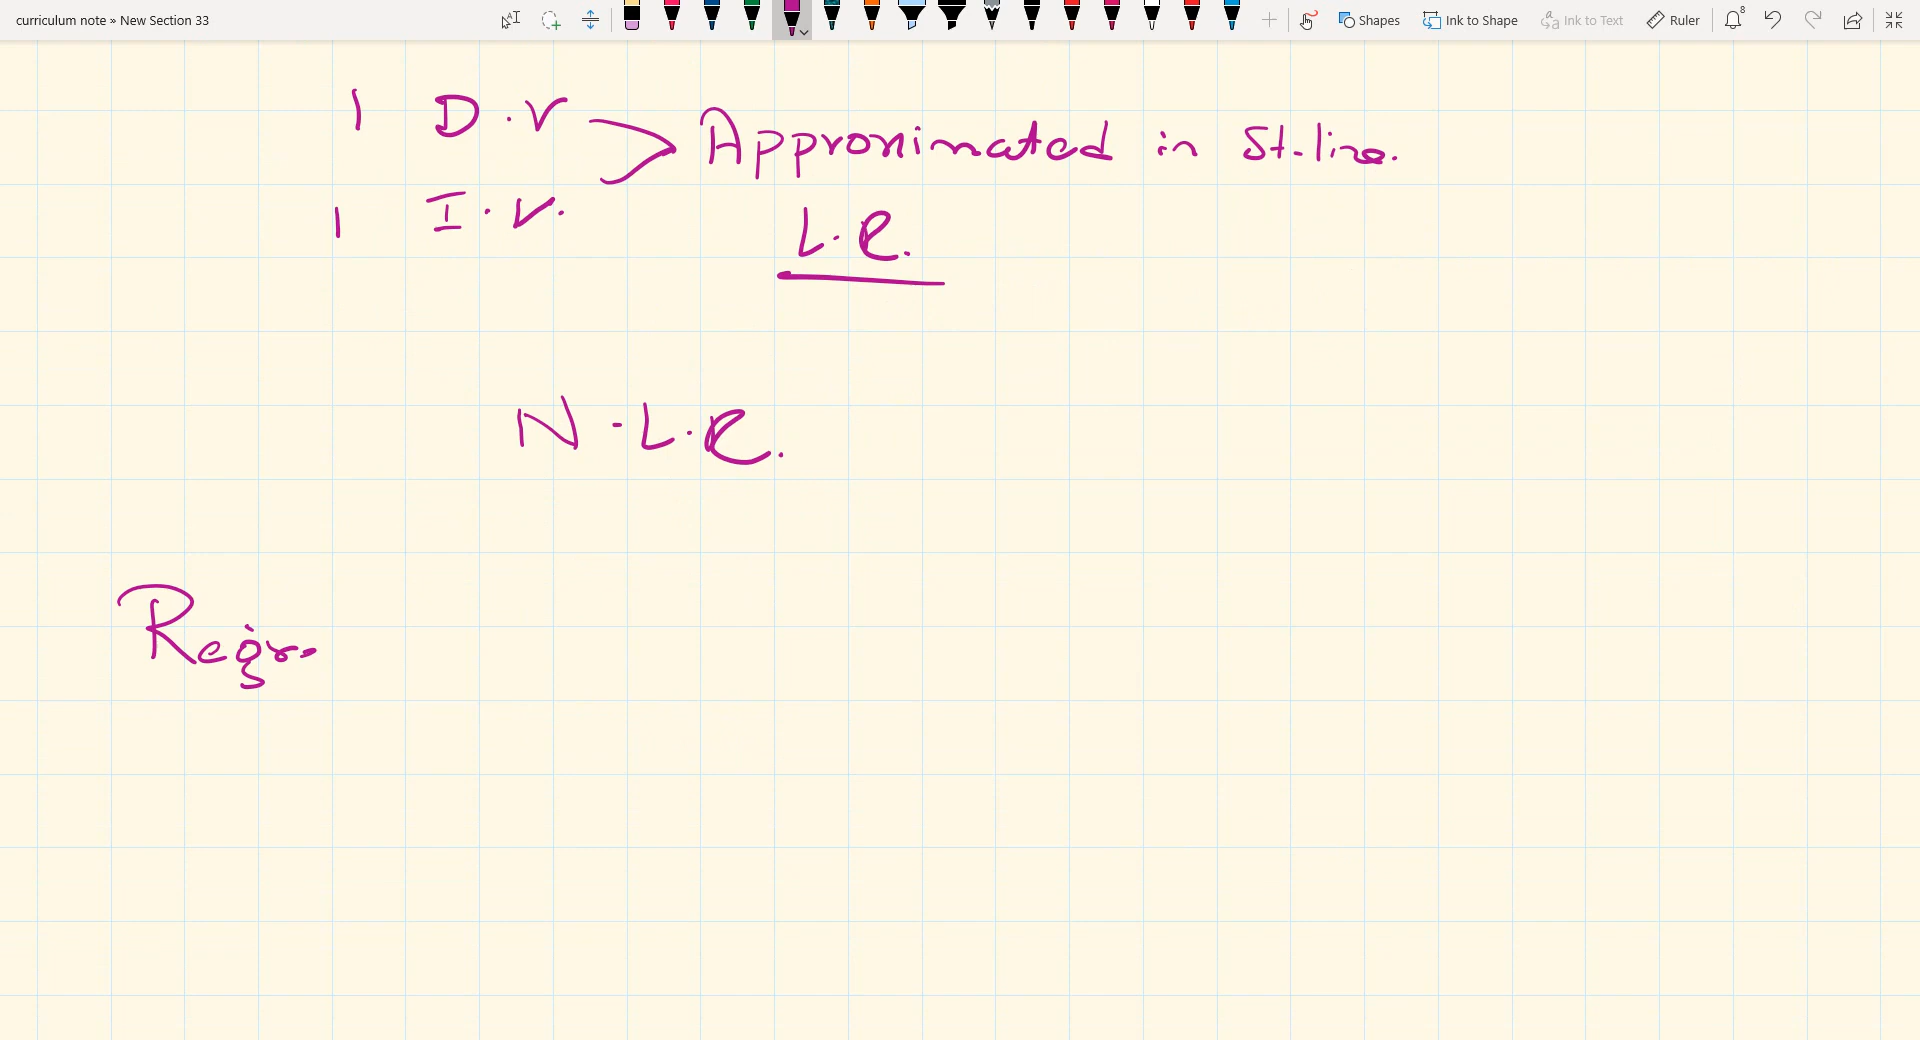 curriculum note » New Section 33 Shapes Ink to Shape Ink to Text Ruler 8
1 D.V Approximated in St-line.
1 I.V. L.R.
N-L.R.
Regr.